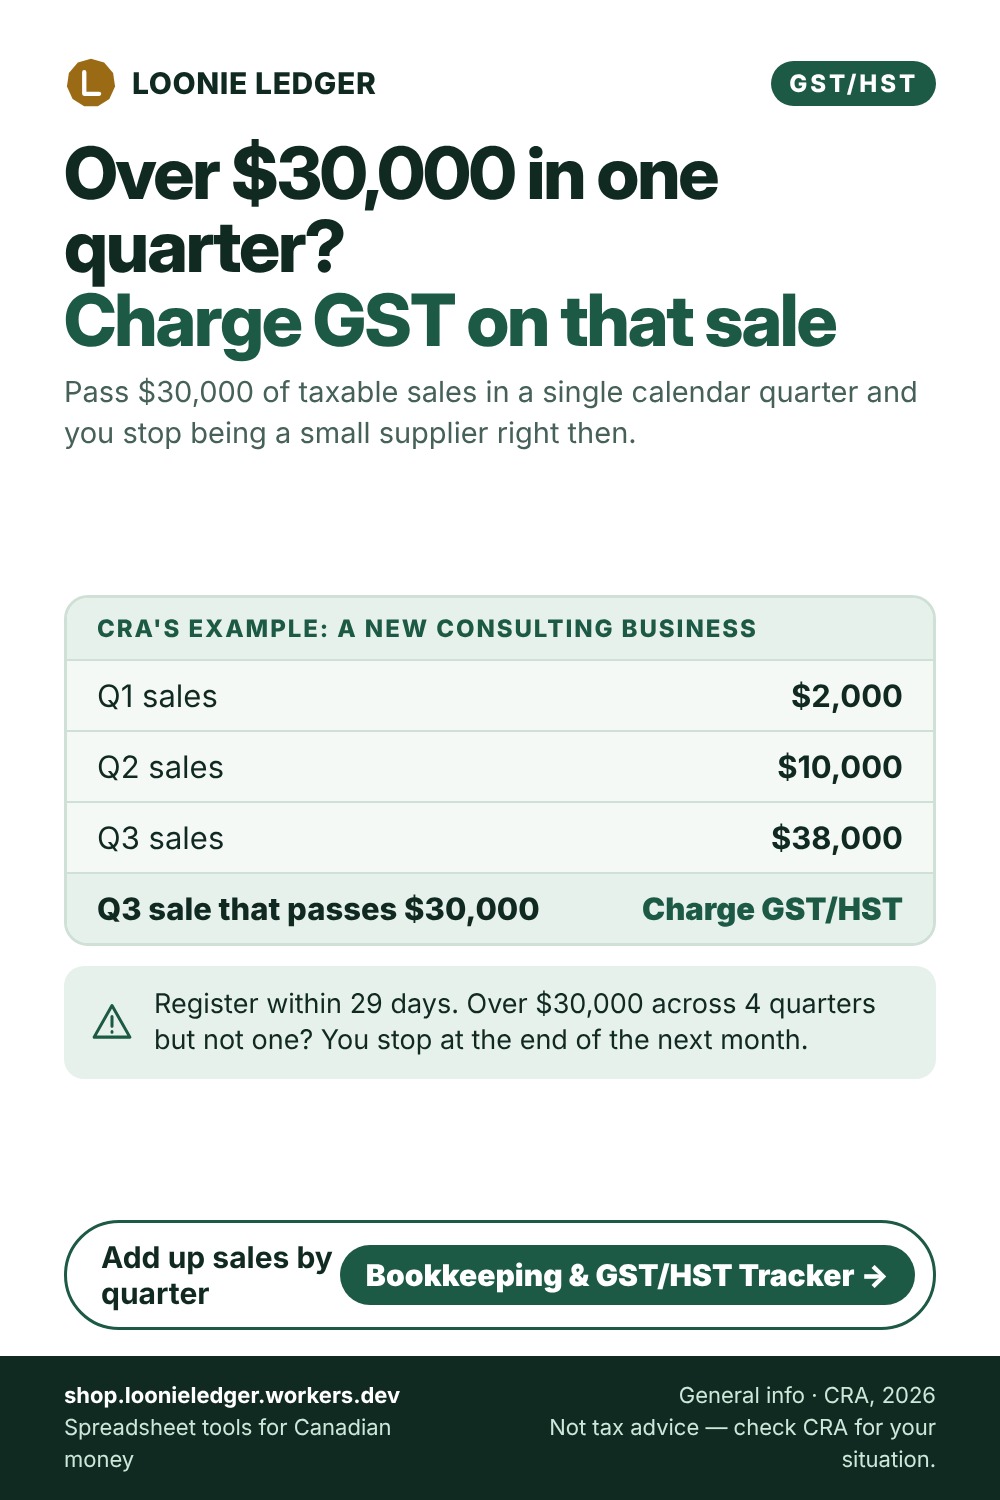 L LOONIE LEDGER
GST/HST
Over $30,000 in one
quarter?
Charge GST on that sale
Pass $30,000 of taxable sales in a single calendar quarter and
you stop being a small supplier right then.
CRA'S EXAMPLE: A NEW CONSULTING BUSINESS
Q1 sales $2,000
Q2 sales $10,000
Q3 sales $38,000
Q3 sale that passes $30,000 Charge GST/HST
Register within 29 days. Over $30,000 across 4 quarters
but not one? You stop at the end of the next month.
Add up sales by
quarter
Bookkeeping & GST/HST Tracker →
shop.loonieledger.workers.dev
Spreadsheet tools for Canadian
money
General info · CRA, 2026
Not tax advice — check CRA for your
situation.